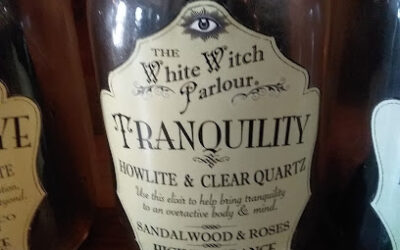 THE
White Witch
Parlour®
TRANQUILITY
HOWLITE & CLEAR QUARTZ
Use this elixir to help bring tranquility
to an overactive body & mind.
SANDALWOOD & ROSES
YE